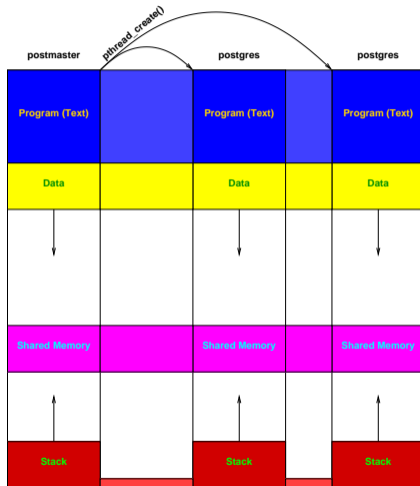 pthread_create()
postmaster postgres postgres
Program (Text) Program (Text) Program (Text)
Data Data Data
Shared Memory Shared Memory Shared Memory
Stack Stack Stack